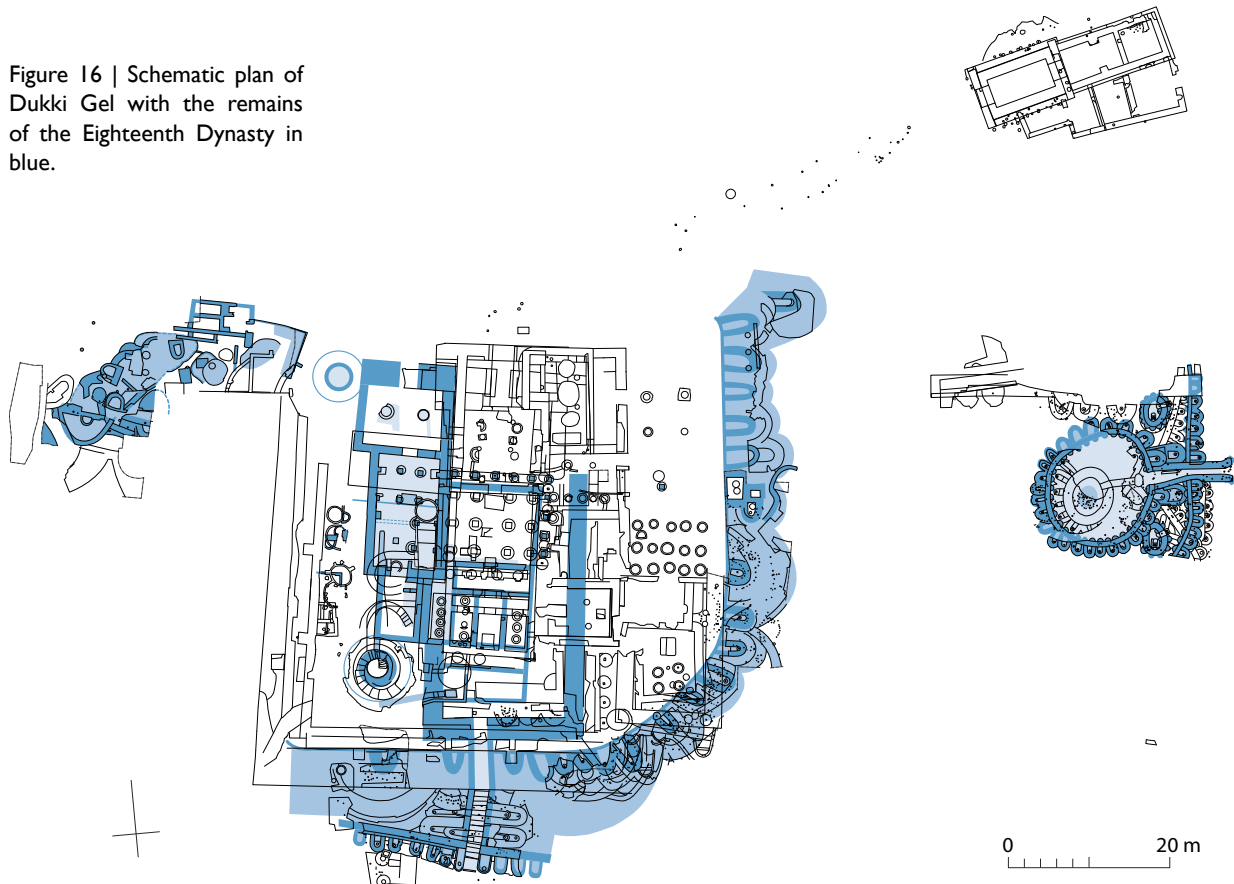 Figure 16 | Schematic plan of
Dukki Gel with the remains
of the Eighteenth Dynasty in
blue.
0 20 m